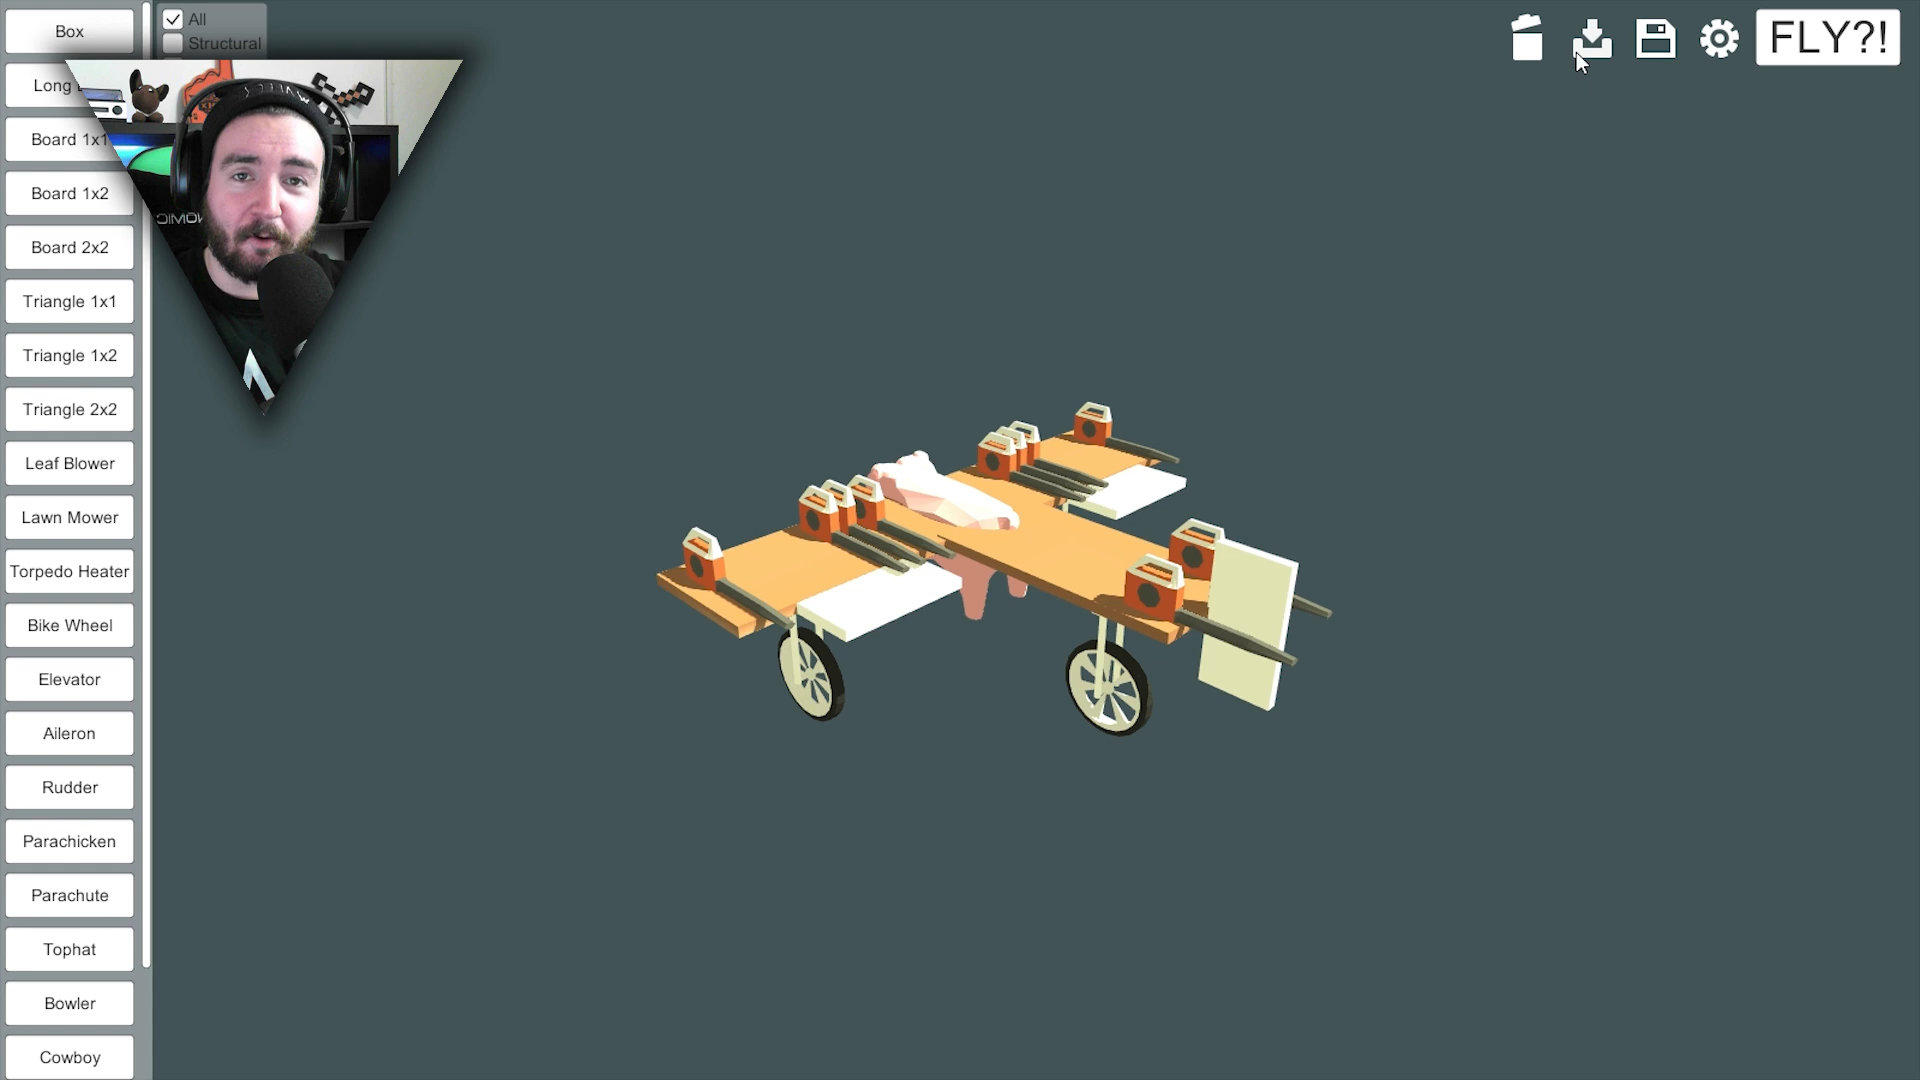 Box
All
Structural
FLY?!
Long
Board 1x1
Board 1x2
Board 2x2
Triangle 1x1
Triangle 1x2
Triangle 2x2
Leaf Blower
Lawn Mower
Torpedo Heater
Bike Wheel
Elevator
Aileron
Rudder
Parachicken
Parachute
Tophat
Bowler
Cowboy